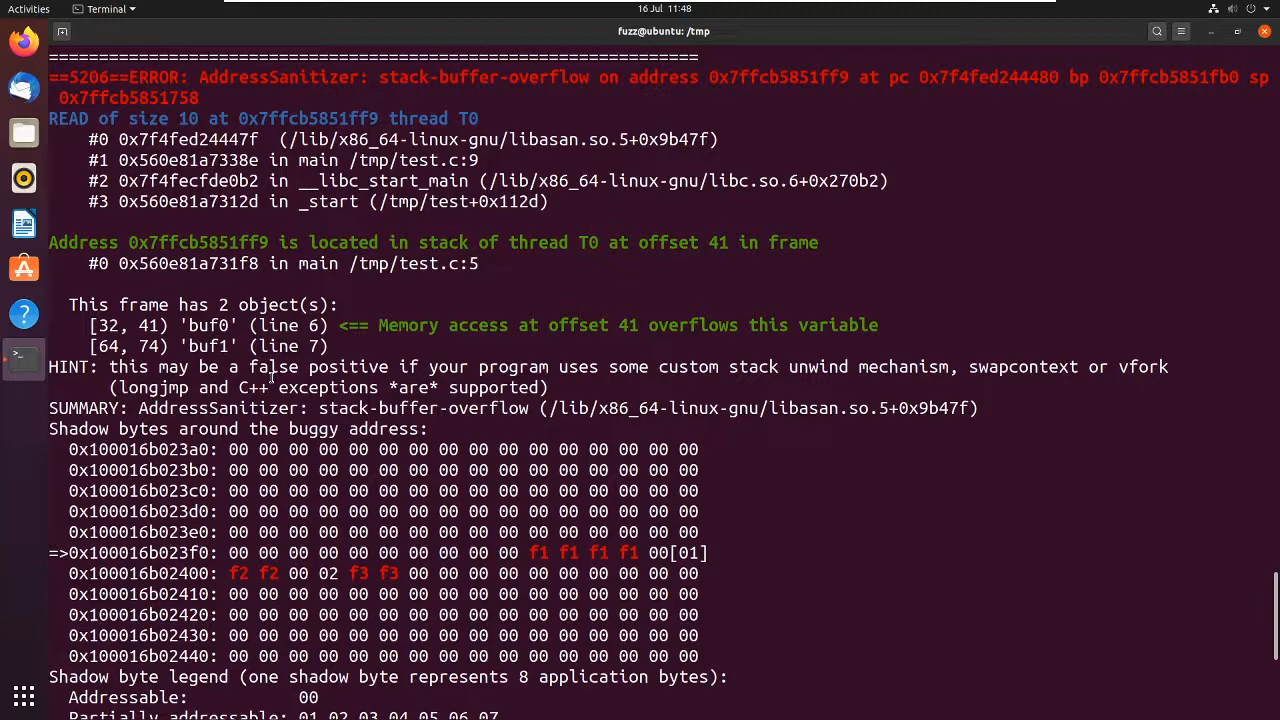 Activities
Terminal
16 Jul 11:48
fuzz@ubuntu: /tmp
=================================================================
==5206==ERROR: AddressSanitizer: stack-buffer-overflow on address 0x7ffcb5851ff9 at pc 0x7f4fed244480 bp 0x7ffcb5851fb0 sp
0x7ffcb5851758
READ of size 10 at 0x7ffcb5851ff9 thread T0
#0 0x7f4fed24447f  (/lib/x86_64-linux-gnu/libasan.so.5+0x9b47f)
#1 0x560e81a7338e in main /tmp/test.c:9
#2 0x7f4fecfde0b2 in __libc_start_main (/lib/x86_64-linux-gnu/libc.so.6+0x270b2)
#3 0x560e81a7312d in _start (/tmp/test+0x112d)
Address 0x7ffcb5851ff9 is located in stack of thread T0 at offset 41 in frame
#0 0x560e81a731f8 in main /tmp/test.c:5
This frame has 2 object(s):
[32, 41) 'buf0' (line 6) <== Memory access at offset 41 overflows this variable
[64, 74) 'buf1' (line 7)
HINT: this may be a false positive if your program uses some custom stack unwind mechanism, swapcontext or vfork
(longjmp and C++ exceptions *are* supported)
SUMMARY: AddressSanitizer: stack-buffer-overflow (/lib/x86_64-linux-gnu/libasan.so.5+0x9b47f)
Shadow bytes around the buggy address:
0x100016b023a0: 00 00 00 00 00 00 00 00 00 00 00 00 00 00 00 00
0x100016b023b0: 00 00 00 00 00 00 00 00 00 00 00 00 00 00 00 00
0x100016b023c0: 00 00 00 00 00 00 00 00 00 00 00 00 00 00 00 00
0x100016b023d0: 00 00 00 00 00 00 00 00 00 00 00 00 00 00 00 00
0x100016b023e0: 00 00 00 00 00 00 00 00 00 00 00 00 00 00 00 00
=>0x100016b023f0: 00 00 00 00 00 00 00 00 00 00 f1 f1 f1 f1 00[01]
0x100016b02400: f2 f2 00 02 f3 f3 00 00 00 00 00 00 00 00 00 00
0x100016b02410: 00 00 00 00 00 00 00 00 00 00 00 00 00 00 00 00
0x100016b02420: 00 00 00 00 00 00 00 00 00 00 00 00 00 00 00 00
0x100016b02430: 00 00 00 00 00 00 00 00 00 00 00 00 00 00 00 00
0x100016b02440: 00 00 00 00 00 00 00 00 00 00 00 00 00 00 00 00
Shadow byte legend (one shadow byte represents 8 application bytes):
Addressable:           00
Partially addressable: 01 02 03 04 05 06 07